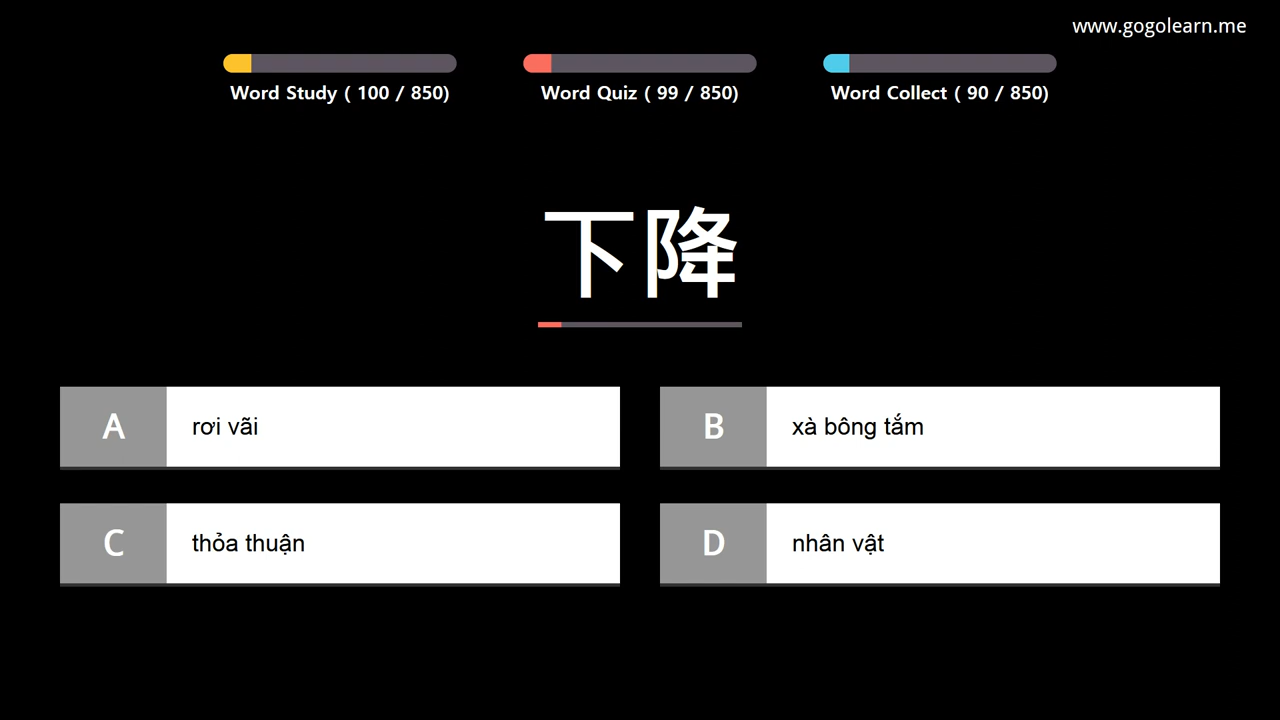 www.gogolearn.me
Word Study ( 100 / 850)
Word Quiz ( 99 / 850)
Word Collect ( 90 / 850)
下降
A rơi vãi
B xà bông tắm
C thỏa thuận
D nhân vật